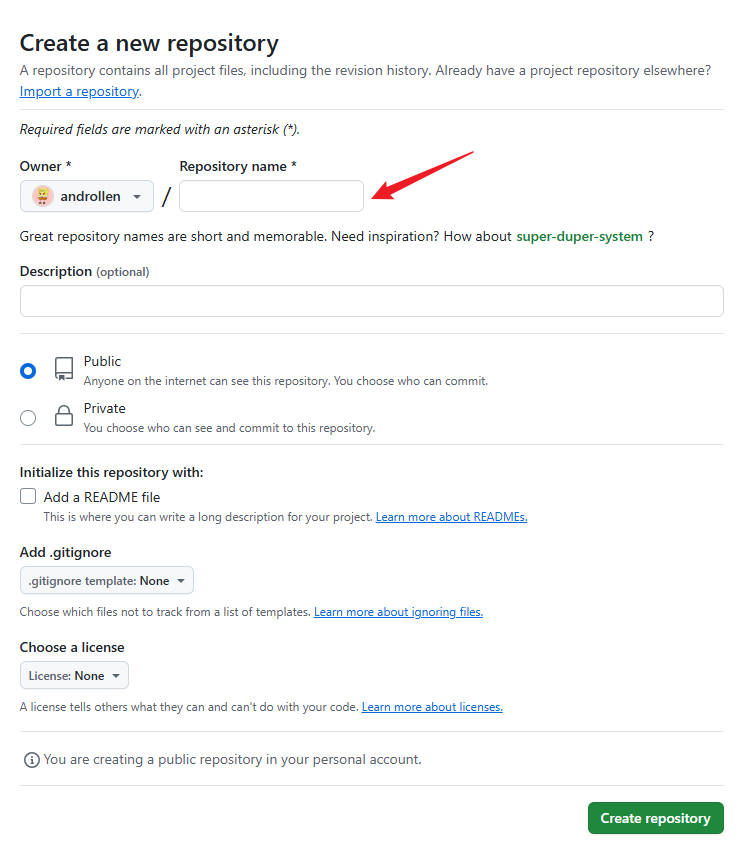 Create a new repository
A repository contains all project files, including the revision history. Already have a project repository elsewhere?
Import a repository.
Required fields are marked with an asterisk (*).
Owner * Repository name *
androllen /
Great repository names are short and memorable. Need inspiration? How about super-duper-system ?
Description (optional)
Public
Anyone on the internet can see this repository. You choose who can commit.
Private
You choose who can see and commit to this repository.
Initialize this repository with:
Add a README file
This is where you can write a long description for your project. Learn more about READMEs.
Add .gitignore
.gitignore template: None
Choose which files not to track from a list of templates. Learn more about ignoring files.
Choose a license
License: None
A license tells others what they can and can't do with your code. Learn more about licenses.
You are creating a public repository in your personal account.
Create repository